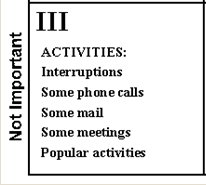 III
ACTIVITIES:
Interruptions
Some phone calls
Some mail
Some meetings
Popular activities
Not Important